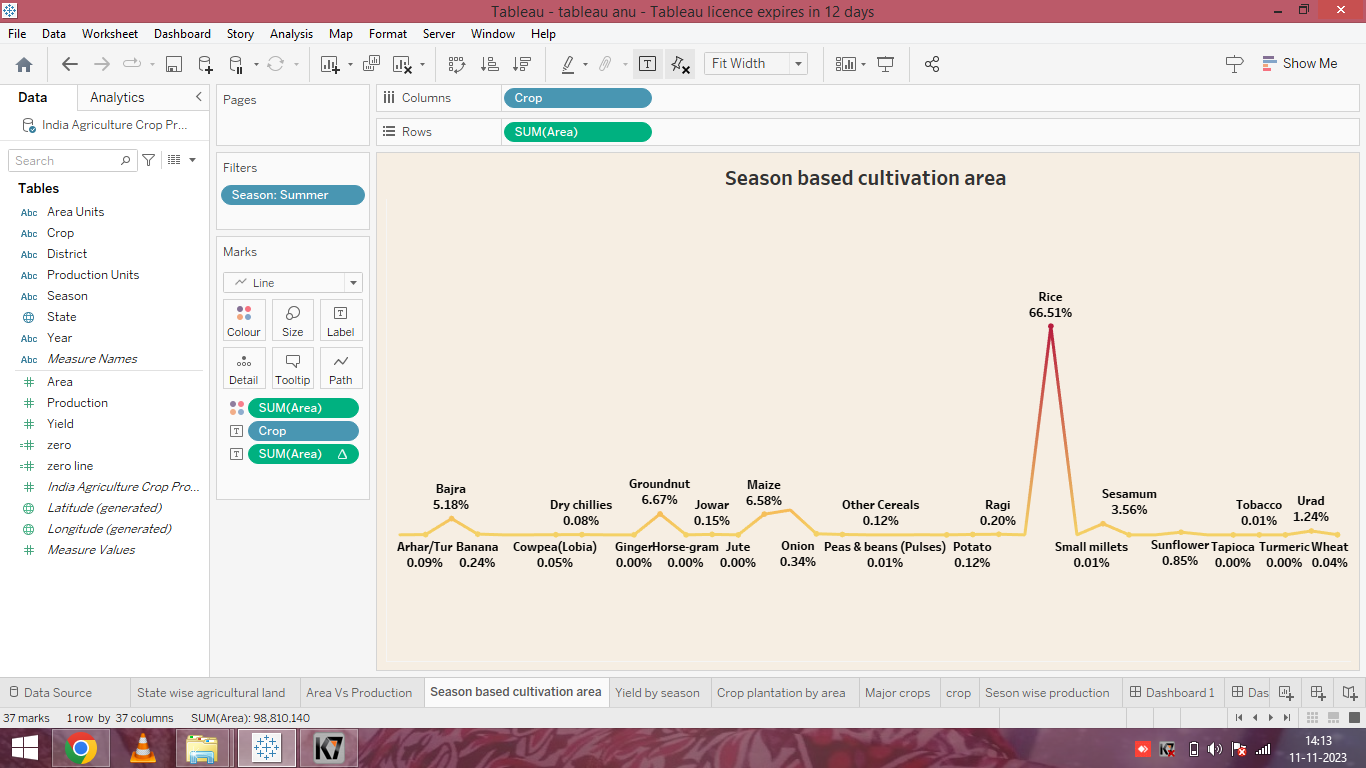 Tableau - tableau anu - Tableau licence expires in 12 days
File Data Worksheet Dashboard Story Analysis Map Format Server Window Help
Fit Width
Show Me
Data Analytics
India Agriculture Crop Pr...
Search
Tables
Abc Area Units
Abc Crop
Abc District
Abc Production Units
Abc Season
State
Abc Year
Abc Measure Names
# Area
# Production
# Yield
=# zero
=# zero line
# India Agriculture Crop Pro...
Latitude (generated)
Longitude (generated)
# Measure Values
Pages
Filters
Season: Summer
Marks
Line
Colour Size Label
Detail Tooltip Path
SUM(Area)
Crop
SUM(Area) Δ
Columns Crop
Rows SUM(Area)
Season based cultivation area
Rice
66.51%
Bajra
5.18%
Dry chillies
0.08%
Groundnut
6.67%
Jowar
0.15%
Maize
6.58%
Other Cereals
0.12%
Ragi
0.20%
Sesamum
3.56%
Tobacco
0.01%
Urad
1.24%
Arhar/Tur Banana Cowpea(Lobia) Ginger Horse-gram Jute Onion Peas & beans (Pulses) Potato Small millets Sunflower Tapioca Turmeric Wheat
0.09% 0.24% 0.05% 0.00% 0.00% 0.00% 0.34% 0.01% 0.12% 0.01% 0.85% 0.00% 0.00% 0.04%
Data Source State wise agricultural land Area Vs Production Season based cultivation area Yield by season Crop plantation by area Major crops crop Seson wise production Dashboard 1 Das
37 marks 1 row by 37 columns SUM(Area): 98,810,140
K7
14:13
11-11-2023